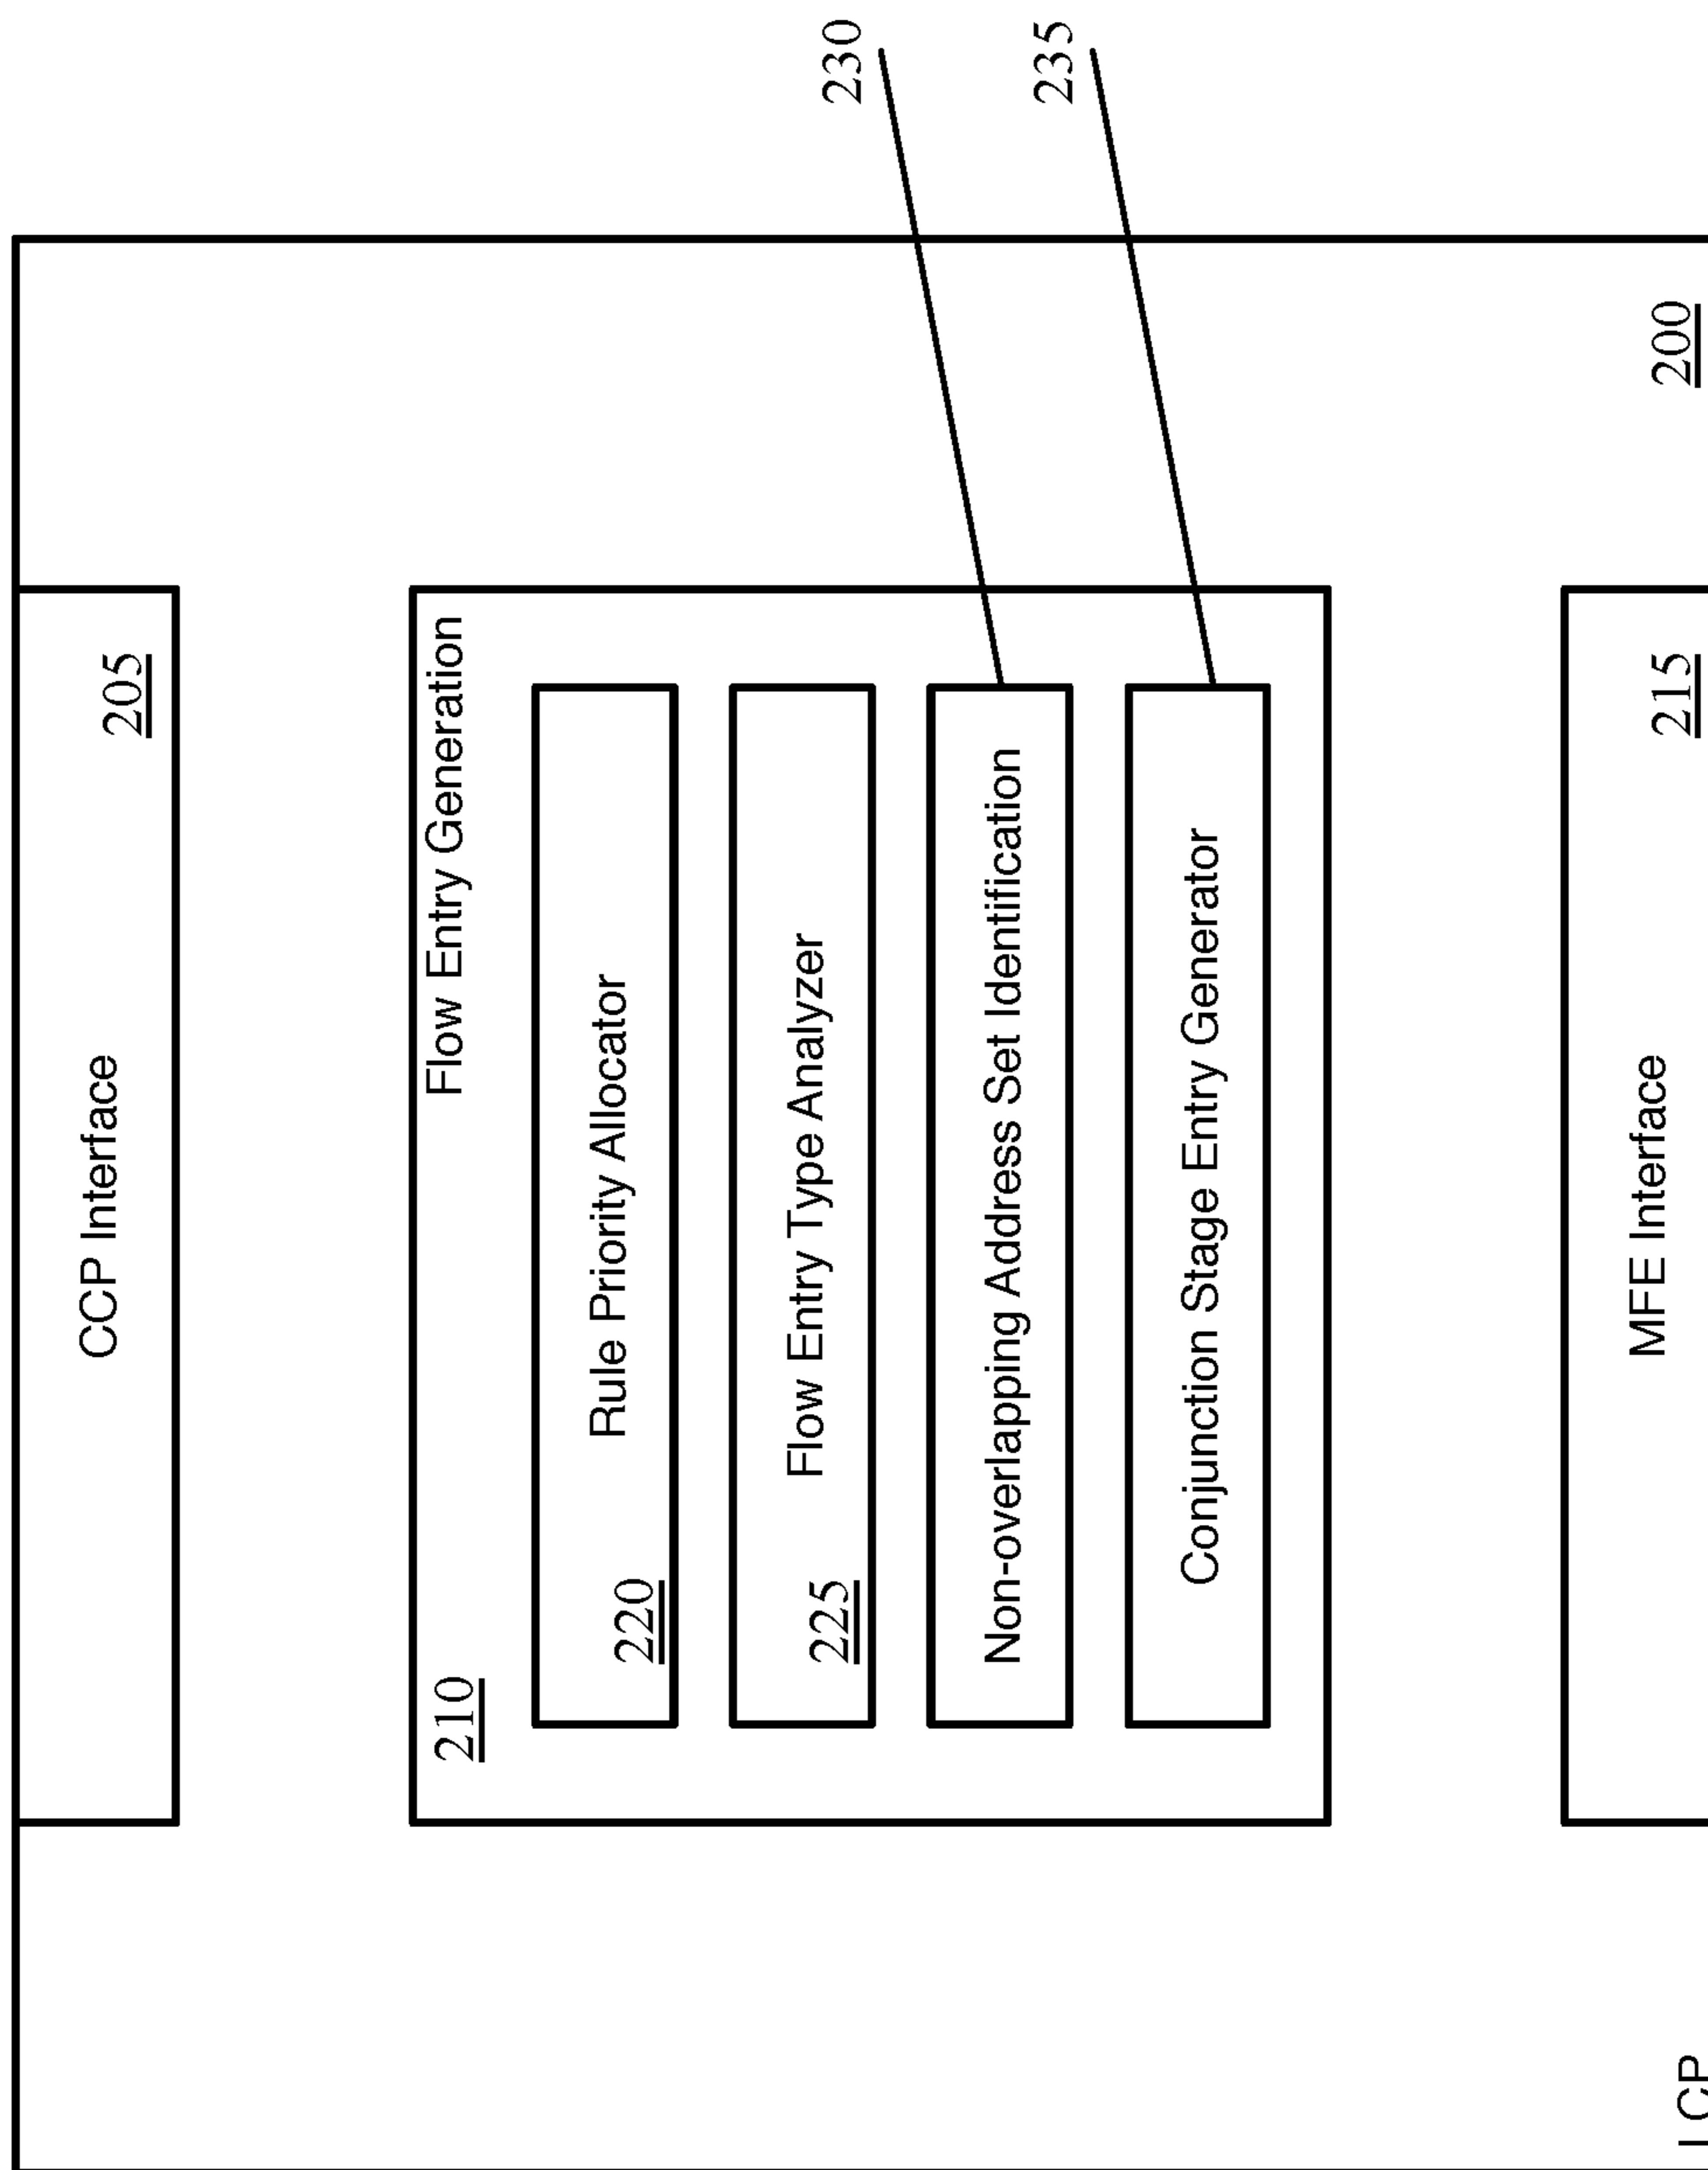 CCP Interface
205
210
Flow Entry Generation
Rule Priority Allocator
220
Flow Entry Type Analyzer
225
230
Non-overlapping Address Set Identification
235
Conjunction Stage Entry Generator
MFE Interface
215
LCP
200